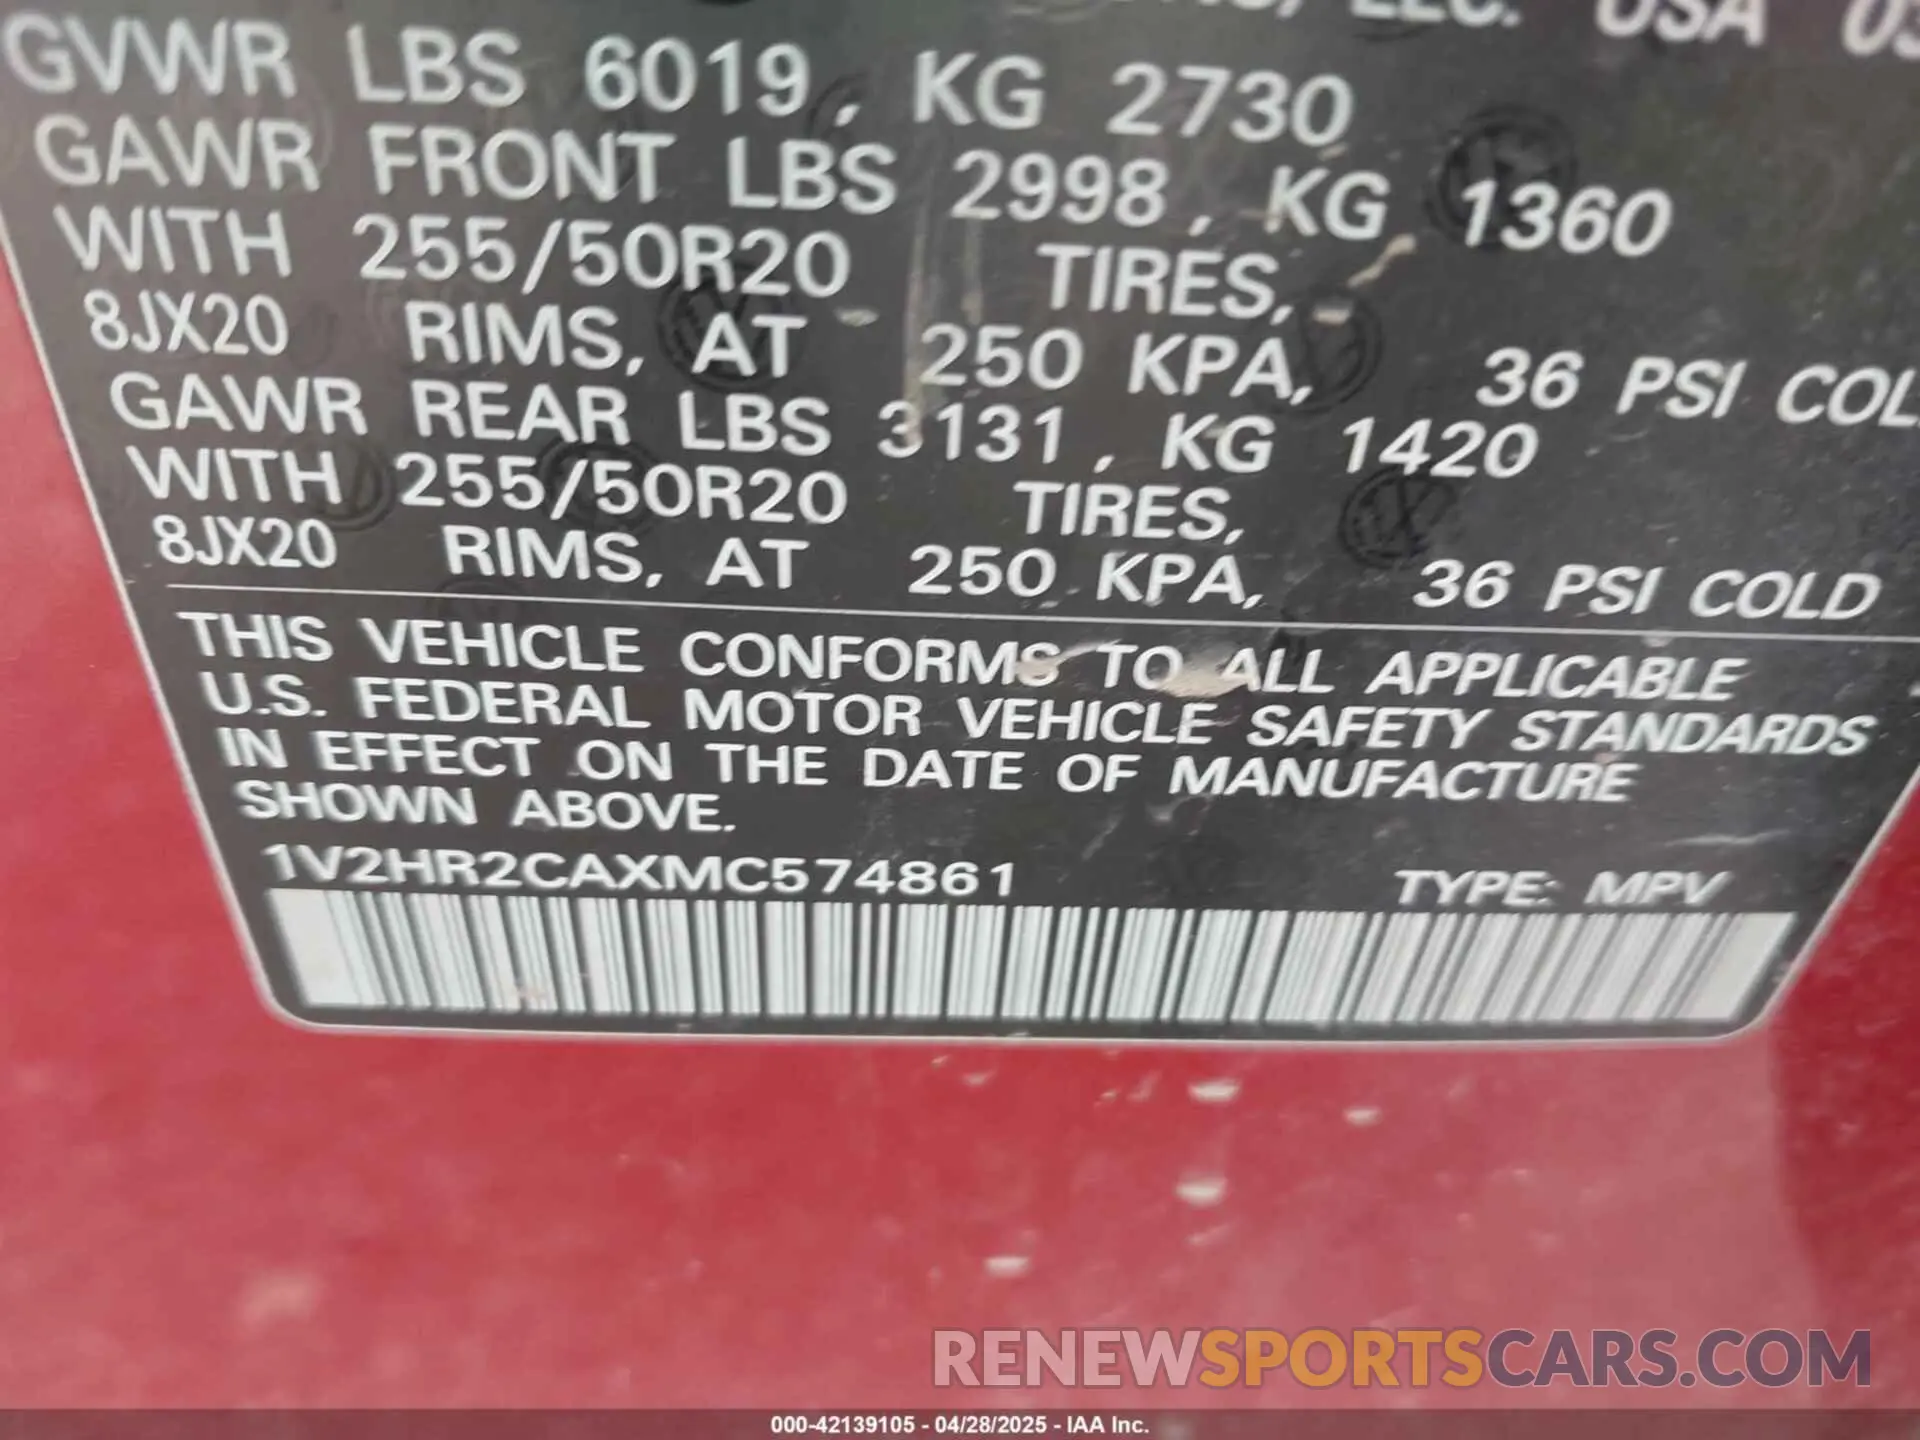 LLC. USA
GVWR LBS 6019, KG 2730
GAWR FRONT LBS 2998, KG 1360
WITH 255/50R20 TIRES,
8JX20 RIMS, AT 250 KPA, 36 PSI COL
GAWR REAR LBS 3131, KG 1420
WITH 255/50R20 TIRES,
8JX20 RIMS, AT 250 KPA, 36 PSI COLD
THIS VEHICLE CONFORMS TO ALL APPLICABLE
U.S. FEDERAL MOTOR VEHICLE SAFETY STANDARDS
IN EFFECT ON THE DATE OF MANUFACTURE
SHOWN ABOVE.
1V2HR2CAXMC574861 TYPE: MPV
RENEWSPORTSCARS.COM
000-42139105 - 04/28/2025 - IAA Inc.